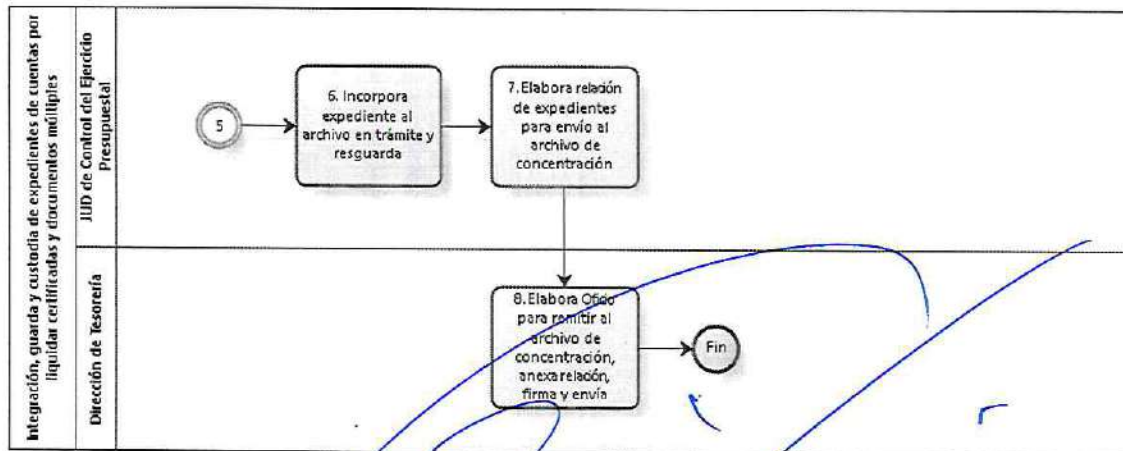 Integración, guarda y custodia de expedientes de cuentas por
liquidar certificadas y documentos múltiples
JUD de Control del Ejercicio
Presupuestal
5
6. Incorpora
expediente al
archivo en trámite y
resguarda
7. Elabora relación
de expedientes
para envío al
archivo de
concentración
Dirección de Tesorería
8. Elabora Oficio
para remitir al
archivo de
concentración,
anexa relación,
firma y envía
Fin